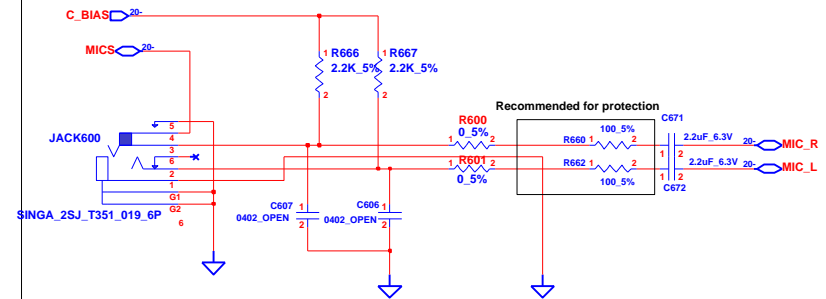 C_BIAS 20-
MICS 20-
1 R666 1 R667
2.2K_5% 2.2K_5%
2 2
Recommended for protection
C671
R600
0_5%
1 2
R660 1 100_5% 2
2.2uF_6.3V
1 2
20- MIC_R
JACK600
5
4
3
6
2
1
G1
G2
6
R601
1 2
0_5%
R662 1 2
100_5%
2.2uF_6.3V
1 2
C672
20- MIC_L
SINGA_2SJ_T351_019_6P
C607 1
0402_OPEN 2
C606 1
0402_OPEN 2